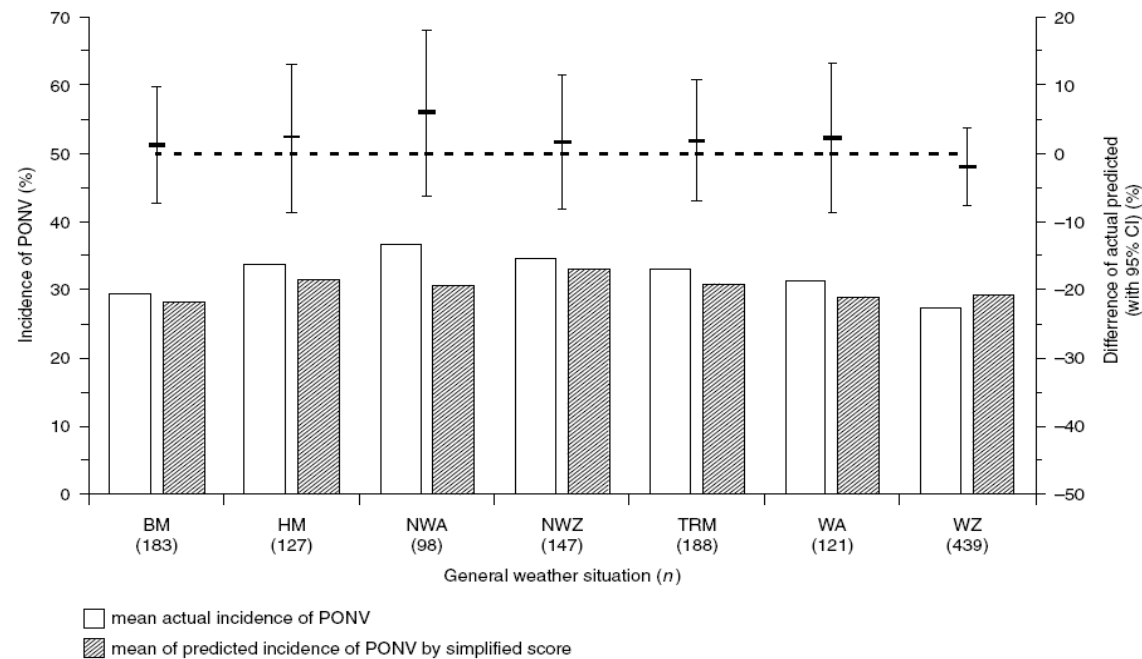 70
60
50
40
30
20
10
0
Incidence of PONV (%)
20
10
0
–10
–20
–30
–40
–50
Differrence of actual predicted
(with 95% CI) (%)
BM HM NWA NWZ TRM WA WZ
(183) (127) (98) (147) (188) (121) (439)
General weather situation (n)
mean actual incidence of PONV
mean of predicted incidence of PONV by simplified score